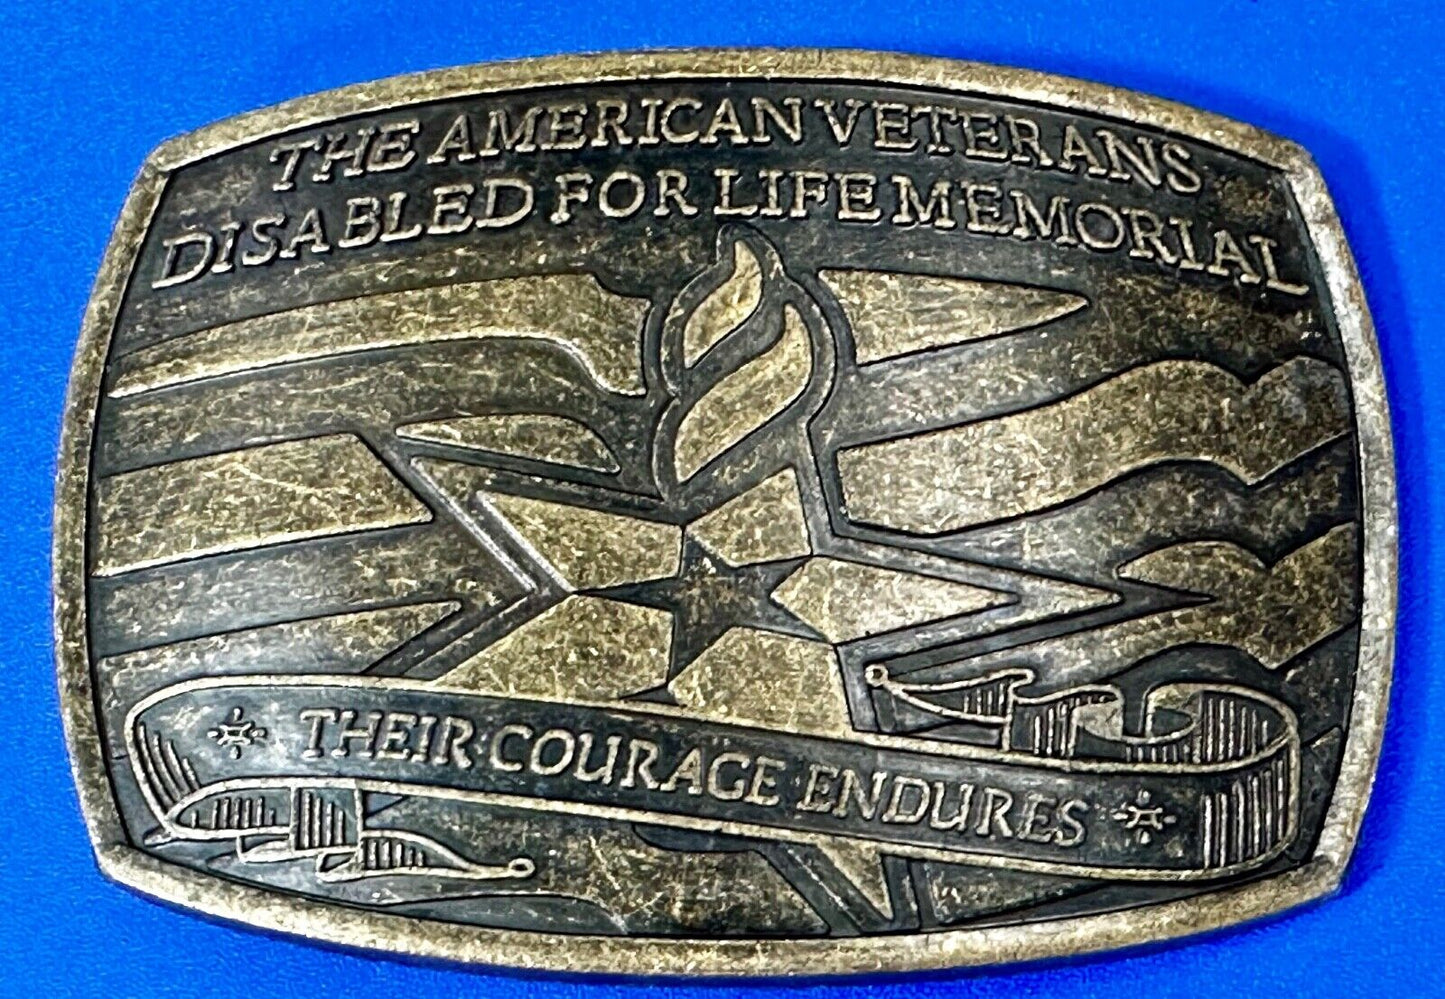 THE AMERICAN VETERANS
DISABLED FOR LIFE MEMORIAL
THEIR COURAGE ENDURES